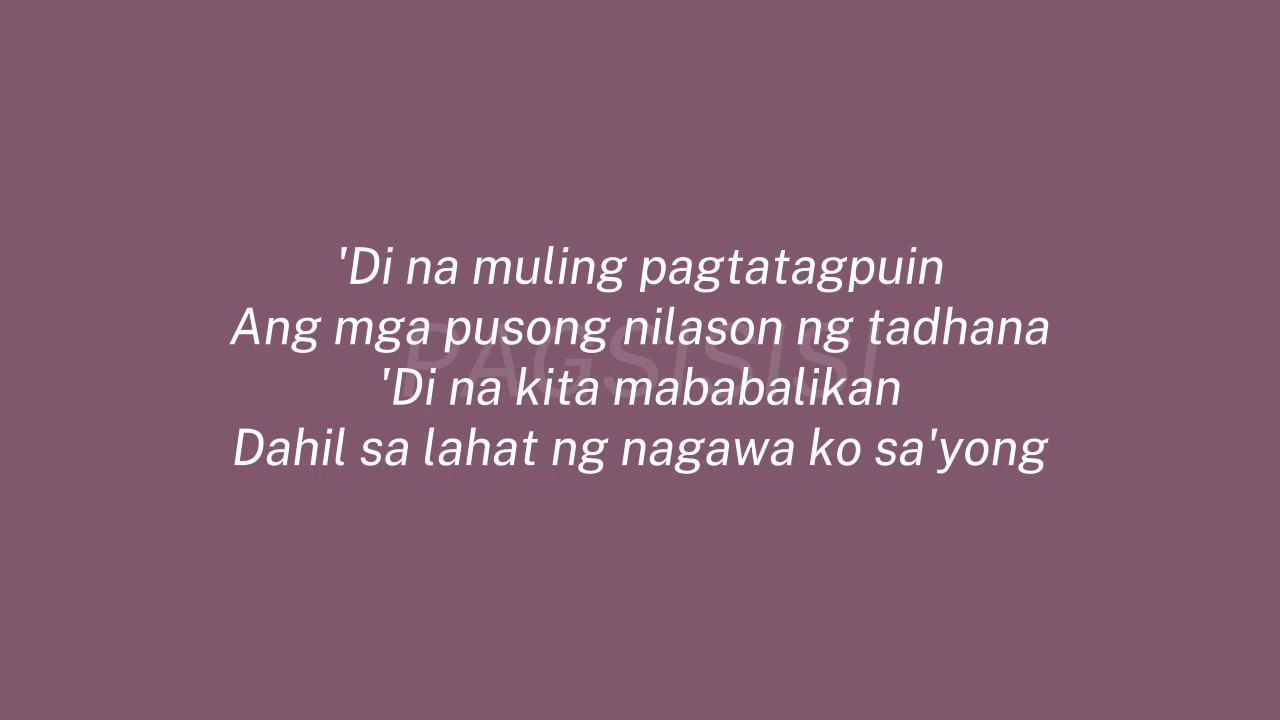 'Di na muling pagtatagpuin
Ang mga pusong nilason ng tadhana
PAGSISISI
'Di na kita mababalikan
Dahil sa lahat ng nagawa ko sa'yong